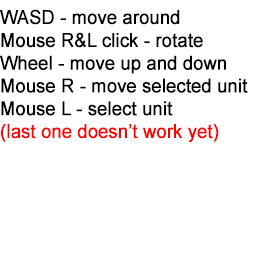 WASD - move around
Mouse R&L click - rotate
Wheel - move up and down
Mouse R - move selected unit
Mouse L - select unit
(last one doesn't work yet)